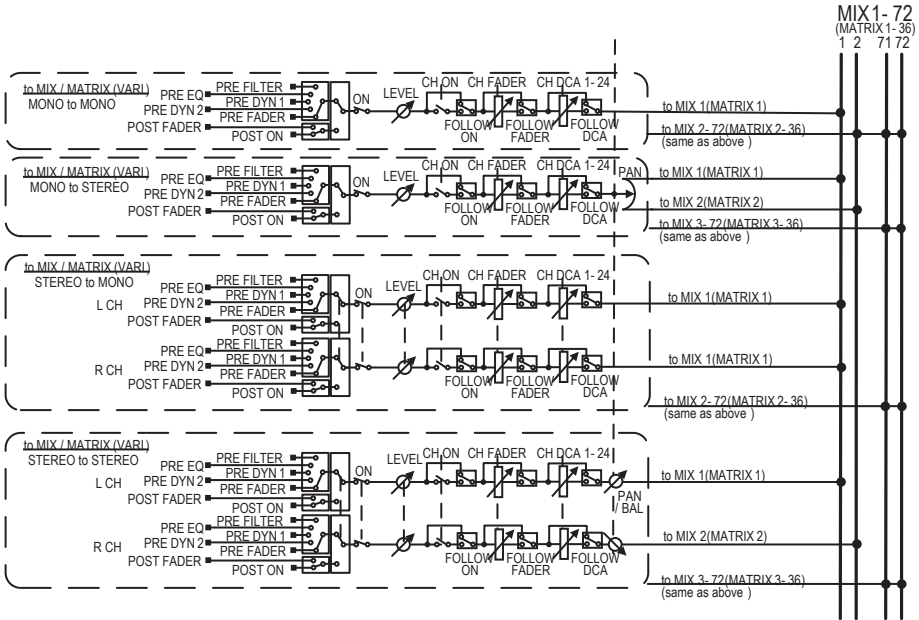 MIX1- 72
(MATRIX 1- 36)
1 2 71 72
to MIX / MATRIX (VARI.)
MONO to MONO
PRE FILTER
PRE EQ
PRE DYN 1
PRE DYN 2
PRE FADER
POST FADER
POST ON
ON
LEVEL
CH ON
CH FADER
CH DCA 1- 24
FOLLOW
ON
FOLLOW
FADER
FOLLOW
DCA
to MIX 1(MATRIX 1)
to MIX 2- 72(MATRIX 2- 36)
(same as above )
to MIX / MATRIX (VARI.)
MONO to STEREO
PRE FILTER
PRE EQ
PRE DYN 1
PRE DYN 2
PRE FADER
POST FADER
POST ON
ON
LEVEL
CH ON
CH FADER
CH DCA 1- 24
FOLLOW
ON
FOLLOW
FADER
FOLLOW
DCA
PAN
to MIX 1(MATRIX 1)
to MIX 2(MATRIX 2)
to MIX 3- 72(MATRIX 3- 36)
(same as above )
to MIX / MATRIX (VARI.)
STEREO to MONO
L CH
PRE FILTER
PRE EQ
PRE DYN 1
PRE DYN 2
PRE FADER
POST FADER
POST ON
ON
LEVEL
CH ON
CH FADER
CH DCA 1- 24
to MIX 1(MATRIX 1)
R CH
PRE FILTER
PRE EQ
PRE DYN 1
PRE DYN 2
PRE FADER
POST FADER
POST ON
FOLLOW
ON
FOLLOW
FADER
FOLLOW
DCA
to MIX 1(MATRIX 1)
to MIX 2- 72(MATRIX 2- 36)
(same as above )
to MIX / MATRIX (VARI.)
STEREO to STEREO
L CH
PRE FILTER
PRE EQ
PRE DYN 1
PRE DYN 2
PRE FADER
POST FADER
POST ON
ON
LEVEL
CH ON
CH FADER
CH DCA 1- 24
PAN
/ BAL
to MIX 1(MATRIX 1)
R CH
PRE FILTER
PRE EQ
PRE DYN 1
PRE DYN 2
PRE FADER
POST FADER
POST ON
FOLLOW
ON
FOLLOW
FADER
FOLLOW
DCA
to MIX 2(MATRIX 2)
to MIX 3- 72(MATRIX 3- 36)
(same as above )